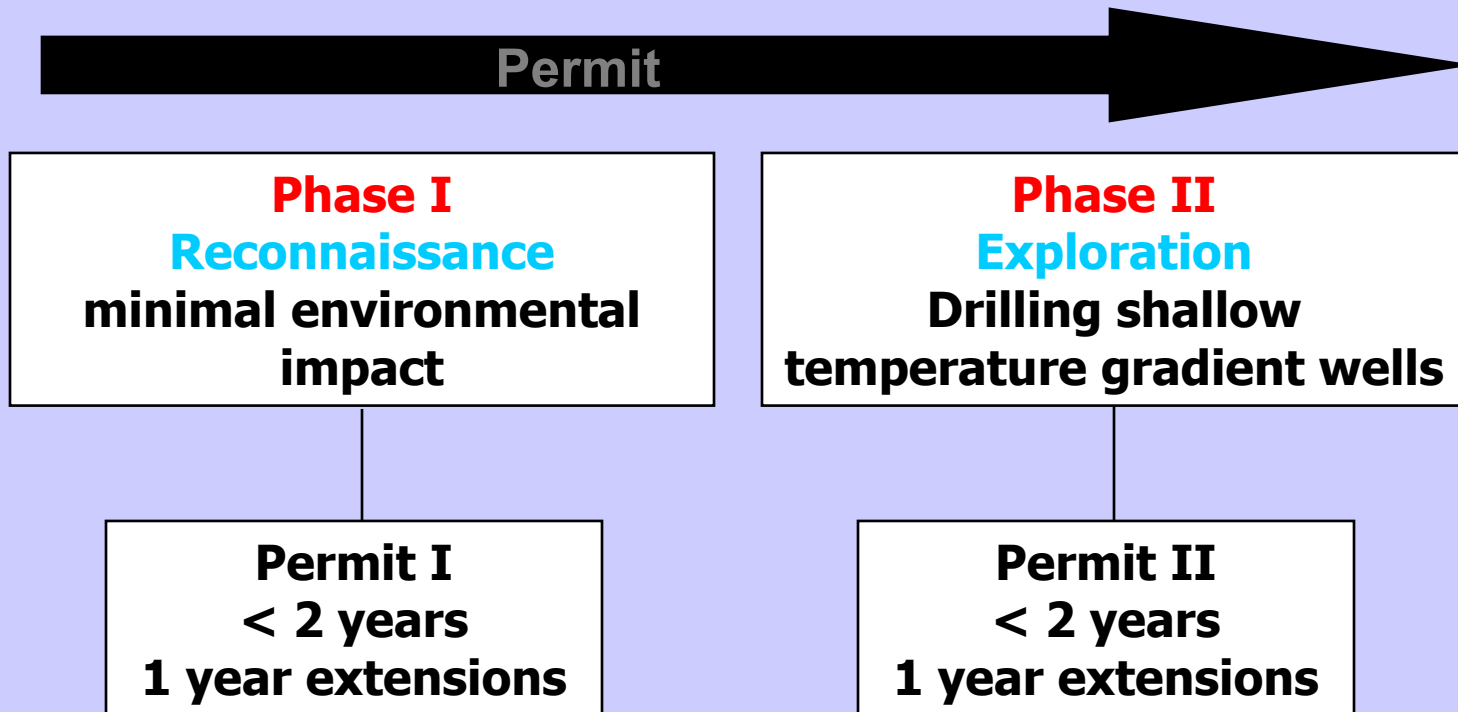 Permit
Phase I
Reconnaissance
minimal environmental
impact
Phase II
Exploration
Drilling shallow
temperature gradient wells
Permit I
< 2 years
1 year extensions
Permit II
< 2 years
1 year extensions